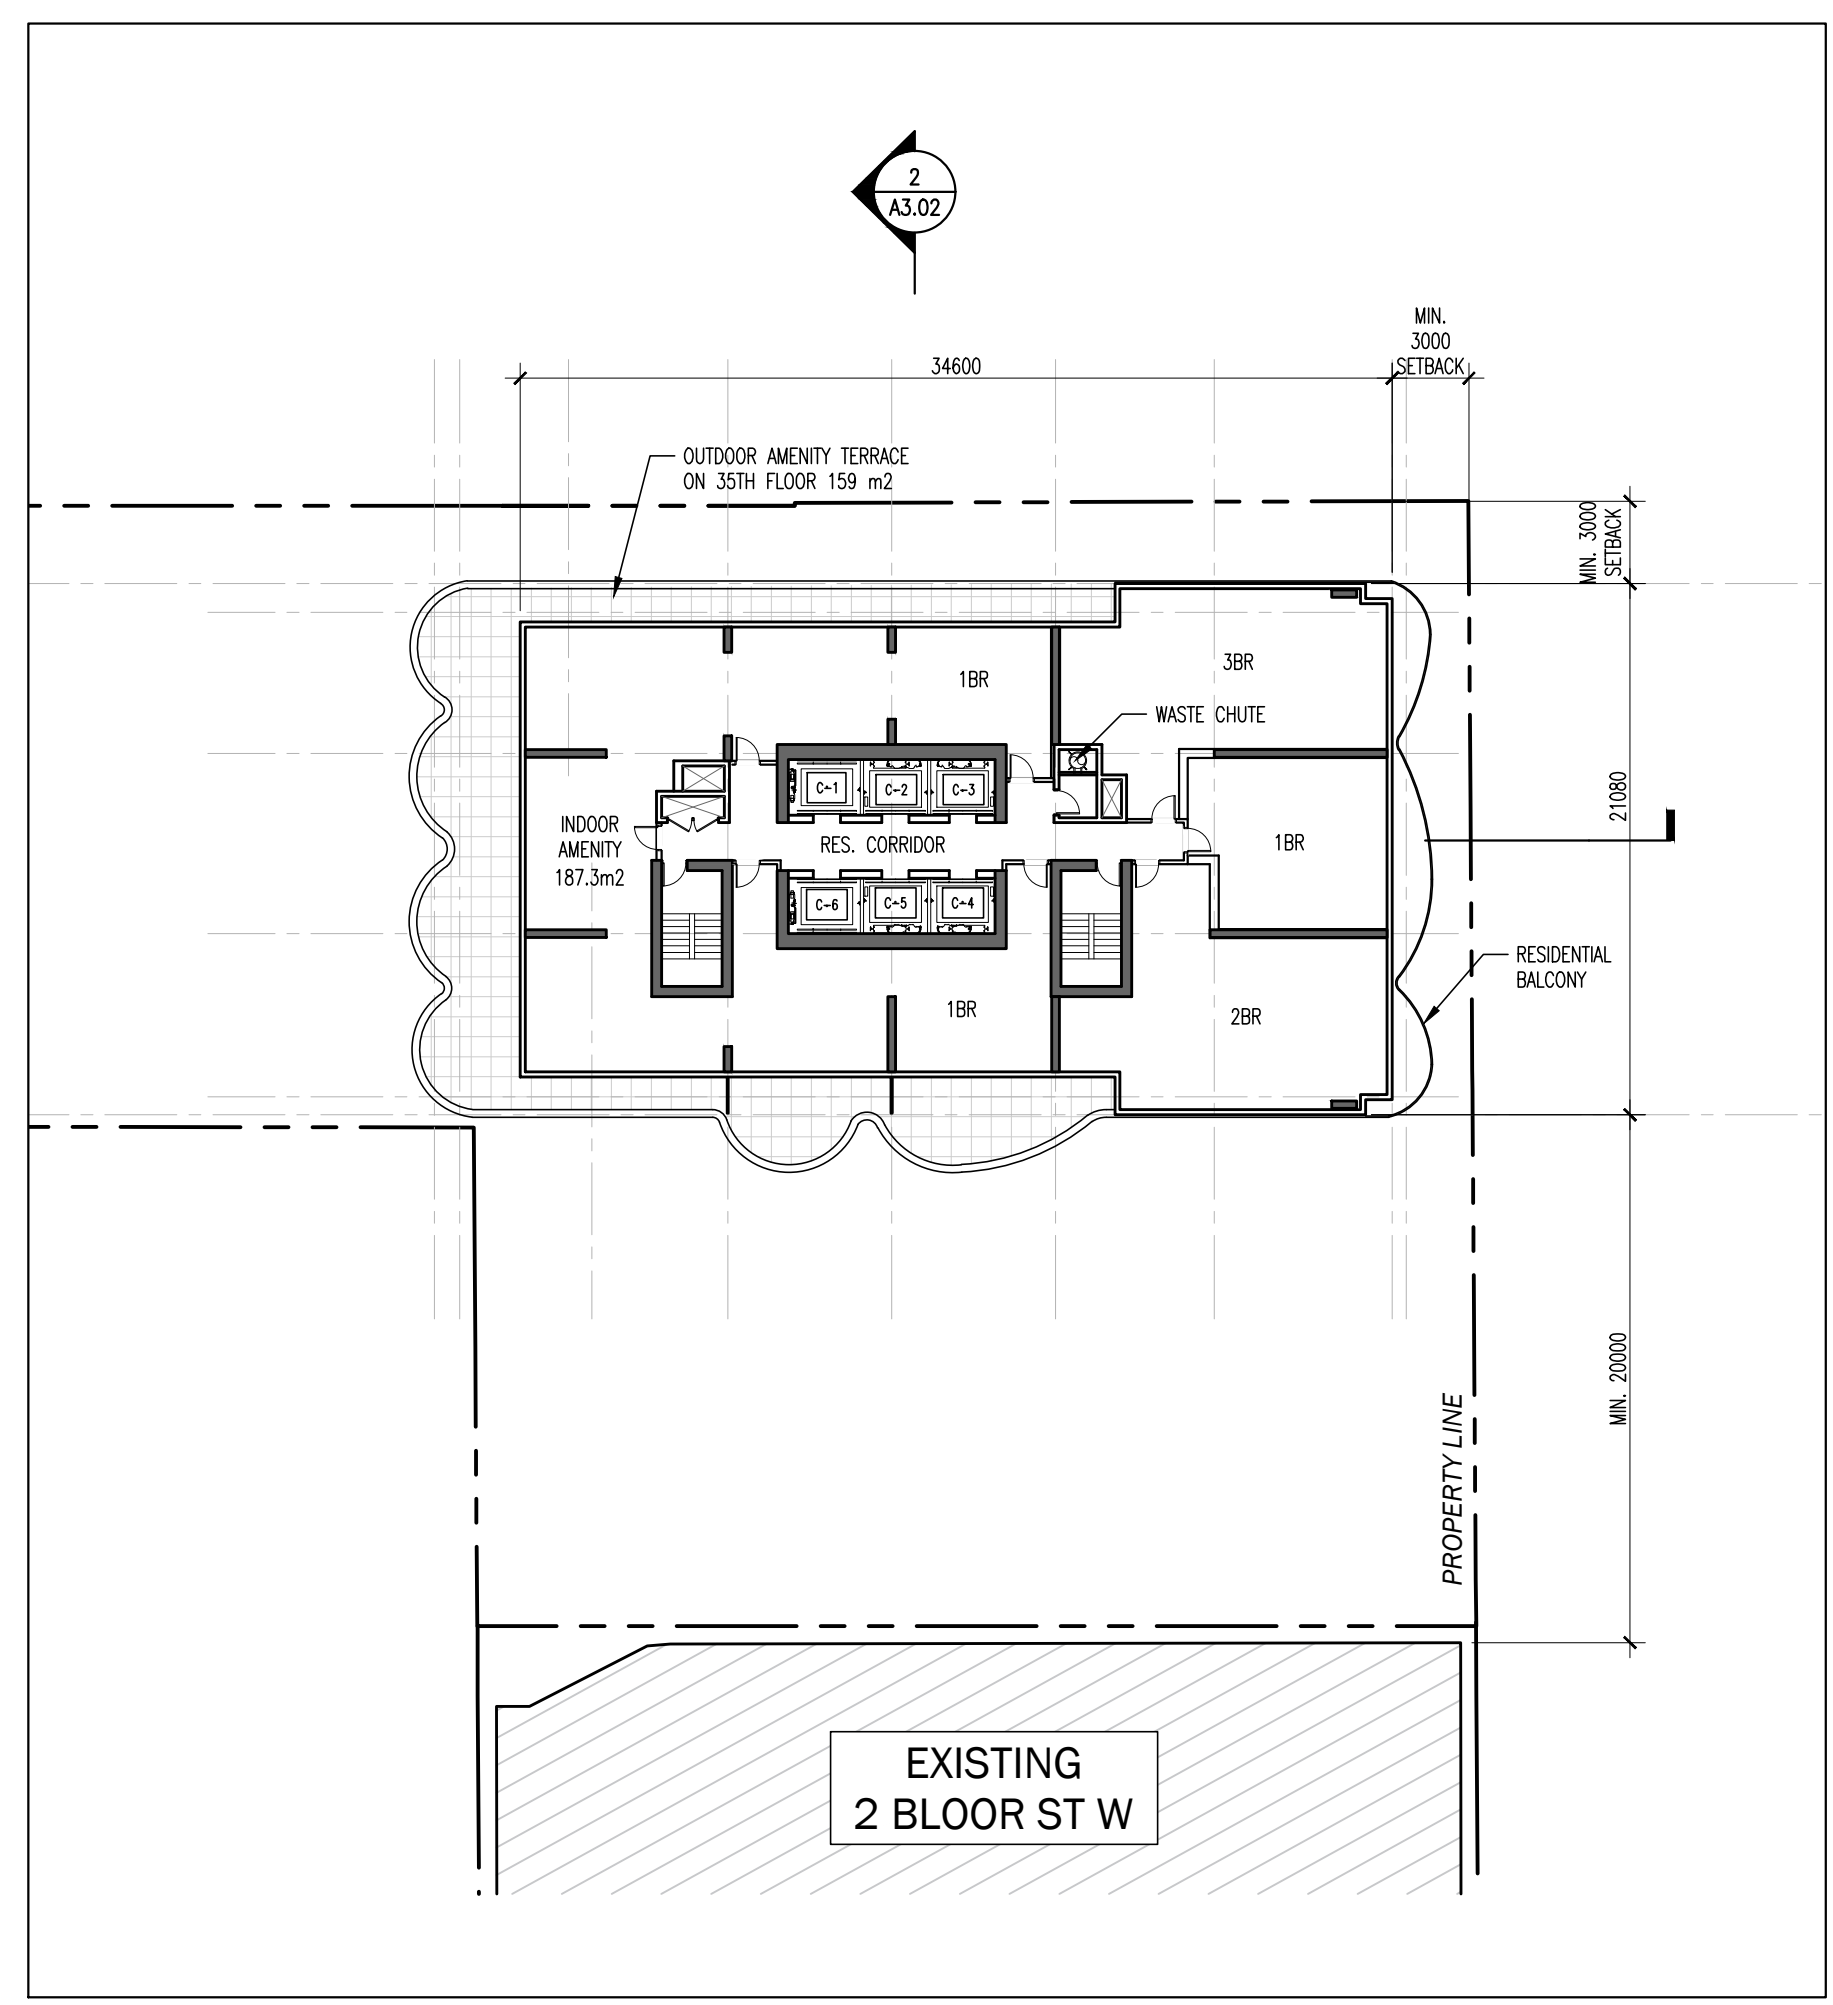 2
A3.02
MIN.
3000
SETBACK
34600
OUTDOOR AMENITY TERRACE
ON 35TH FLOOR 159 m2
MIN. 3000
SETBACK
3BR
1BR
WASTE CHUTE
C-1
C-2
C-3
21080
INDOOR
AMENITY
187.3m2
RES. CORRIDOR
1BR
C-6
C-5
C-4
RESIDENTIAL
BALCONY
1BR
2BR
MIN. 20000
PROPERTY LINE
EXISTING
2 BLOOR ST W